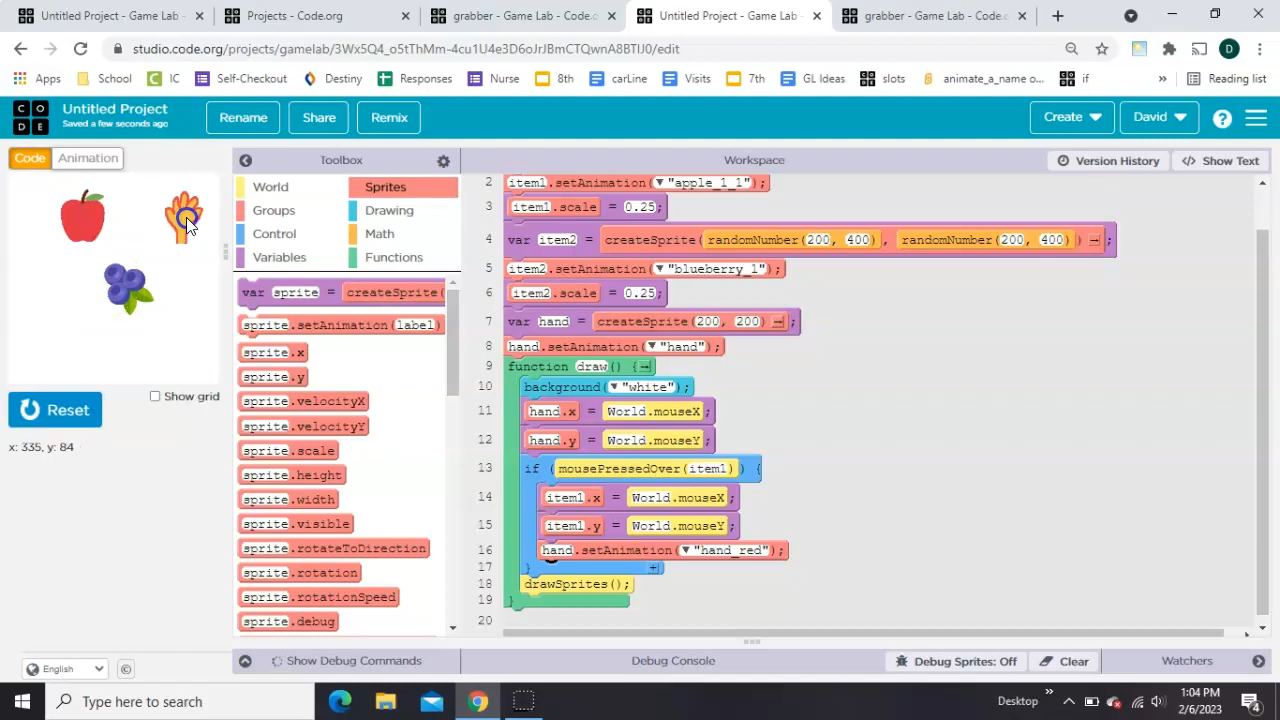 Untitled Project - Game Lab -
Projects - Code.org
grabber - Game Lab - Code.o
Untitled Project - Game Lab -
grabber - Game Lab - Code.
studio.code.org/projects/gamelab/3Wx5Q4_o5tThMm-4cu1U4e3D6oJrJBmCTQwnA8BTlJ0/edit
Apps School IC Self-Checkout Destiny Responses Nurse 8th carLine Visits 7th GL Ideas slots animate_a_name o... if » Reading list
CODE
Untitled Project
Saved a few seconds ago
Rename Share Remix Create David
Code Animation
Toolbox
Workspace
Version History
</> Show Text
World Sprites
Groups Drawing
Control Math
Variables Functions
var sprite = createSprite(
sprite.setAnimation(label)
sprite.x
sprite.y
sprite.velocityX
sprite.velocityY
sprite.scale
sprite.height
sprite.width
sprite.visible
sprite.rotateToDirection
sprite.rotation
sprite.rotationSpeed
sprite.debug
2 item1.setAnimation("apple_1_1");
3 item1.scale = 0.25;
4 var item2 = createSprite(randomNumber(200, 400), randomNumber(200, 400));
5 item2.setAnimation("blueberry_1");
6 item2.scale = 0.25;
7 var hand = createSprite(200, 200);
8 hand.setAnimation("hand");
9 function draw() {
10 background("white");
11 hand.x = World.mouseX;
12 hand.y = World.mouseY;
13 if (mousePressedOver(item1)) {
14 item1.x = World.mouseX;
15 item1.y = World.mouseY;
16 hand.setAnimation("hand_red");
17 }
18 drawSprites();
19 }
20
Reset
Show grid
x: 335, y: 84
Show Debug Commands
Debug Console
Debug Sprites: Off
Clear
Watchers
English
Type here to search
Desktop »
1:04 PM
2/6/2023
4